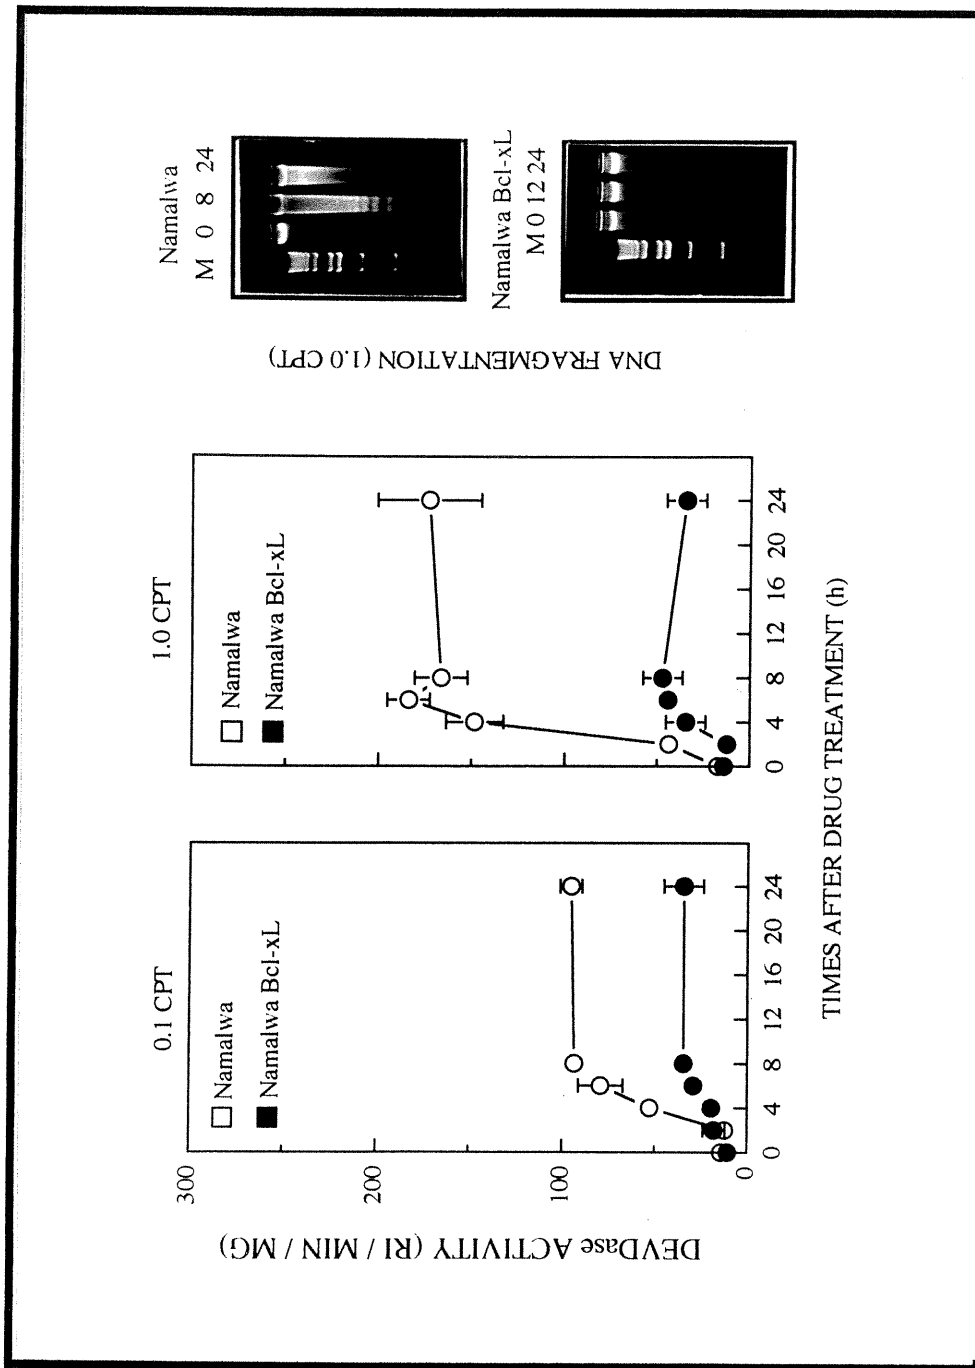 0.1 CPT
Namalwa
Namalwa Bcl-xL
300
200
100
0
0 4 8 12 16 20 24
DEVDase ACTIVITY (RI / MIN / MG)
1.0 CPT
Namalwa
Namalwa Bcl-xL
0 4 8 12 16 20 24
TIMES AFTER DRUG TREATMENT (h)
DNA FRAGMENTATION (1.0 CPT)
Namalwa
M 0 8 24
Namalwa Bcl-xL
M 0 12 24